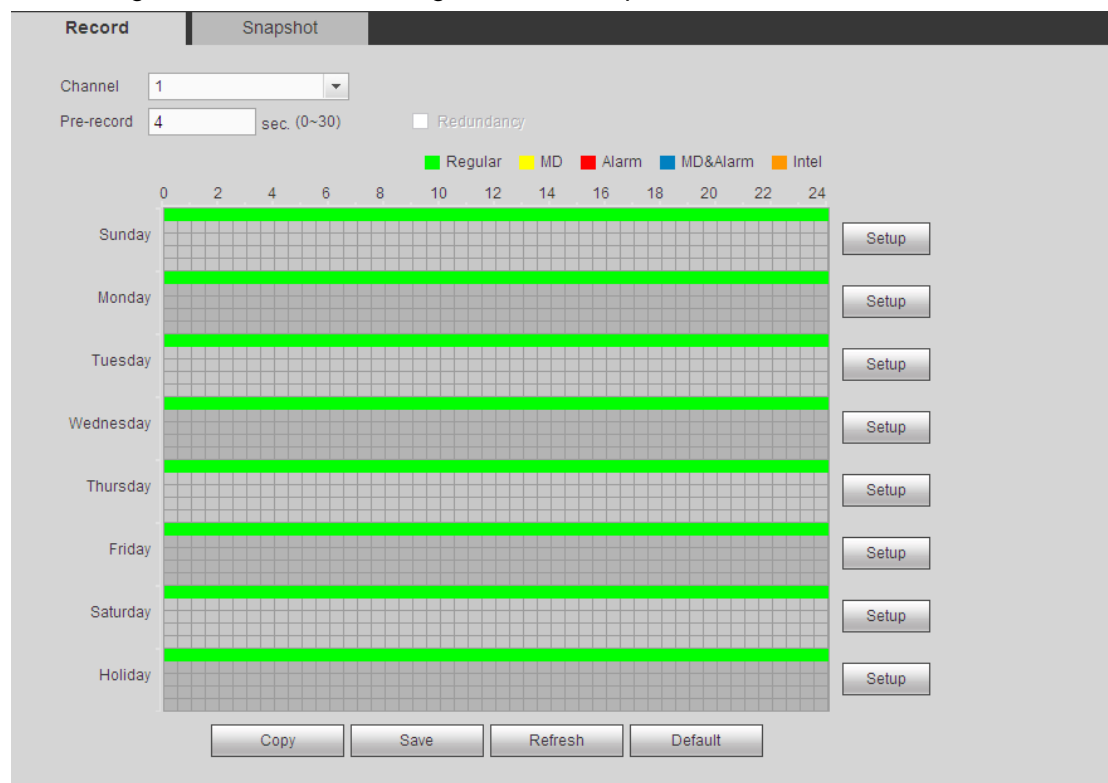 Record Snapshot
Channel 1
Pre-record 4 sec. (0~30) Redundancy
Regular MD Alarm MD&Alarm Intel
0 2 4 6 8 10 12 14 16 18 20 22 24
Sunday Setup
Monday Setup
Tuesday Setup
Wednesday Setup
Thursday Setup
Friday Setup
Saturday Setup
Holiday Setup
Copy Save Refresh Default